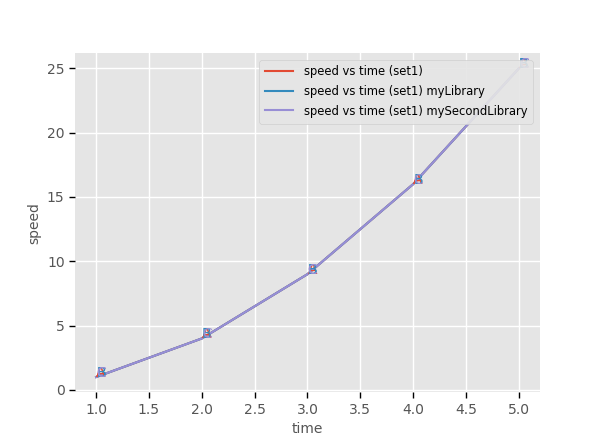 speed vs time (set1)
speed vs time (set1) myLibrary
speed vs time (set1) mySecondLibrary
25
20
15
10
5
0
speed
1.0 1.5 2.0 2.5 3.0 3.5 4.0 4.5 5.0
time